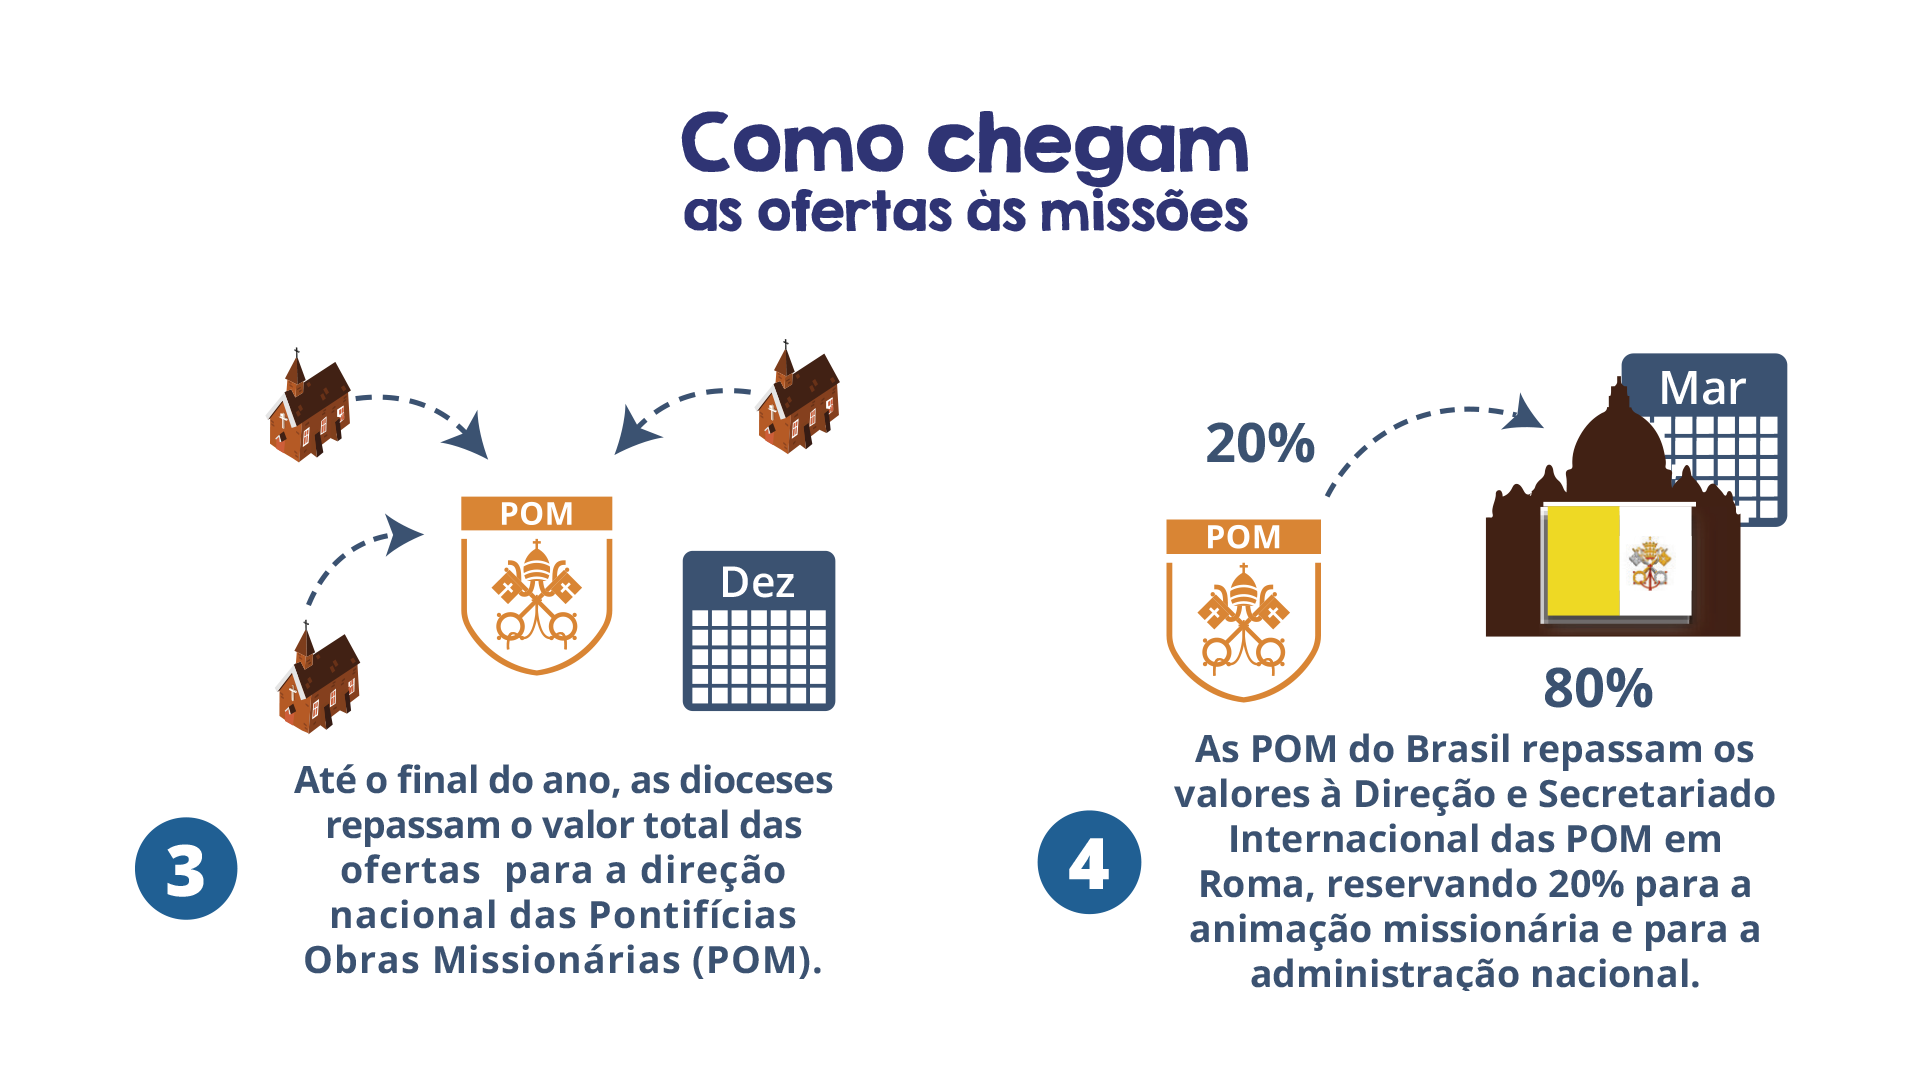 Como chegam
as ofertas às missões
POM
Dez
3
Até o final do ano, as dioceses
repassam o valor total das
ofertas  para a direção
nacional das Pontifícias
Obras Missionárias (POM).
20%
Mar
POM
80%
4
As POM do Brasil repassam os
valores à Direção e Secretariado
Internacional das POM em
Roma, reservando 20% para a
animação missionária e para a
administração nacional.